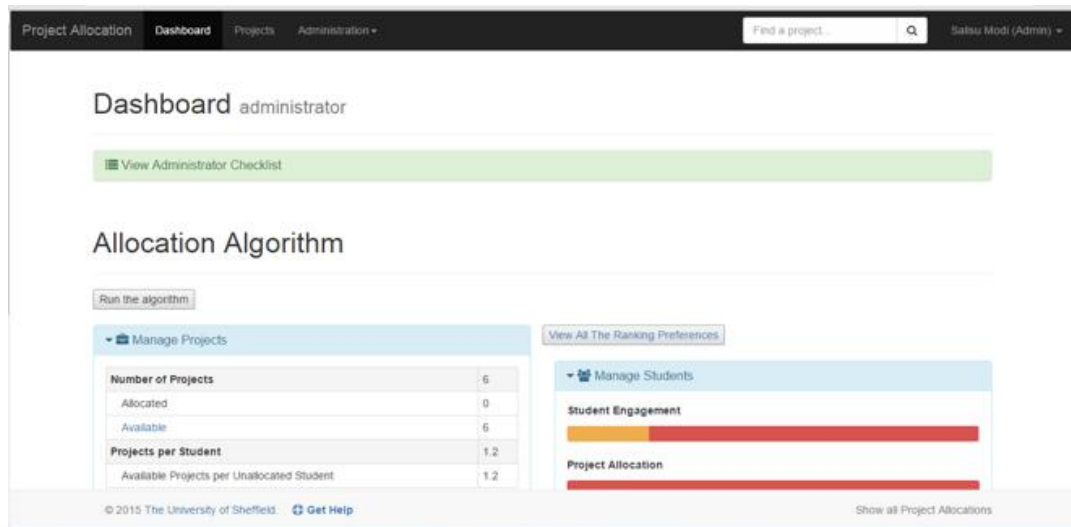 Project Allocation Dashboard Projects Administration Find a project... Salisu Modi (Admin)
Dashboard administrator
View Administrator Checklist
Allocation Algorithm
Run the algorithm
Manage Projects
Number of Projects 6
Allocated 0
Available 6
Projects per Student 1.2
Available Projects per Unallocated Student 1.2
View All The Ranking Preferences
Manage Students
Student Engagement
Project Allocation
© 2015 The University of Sheffield. Get Help Show all Project Allocations